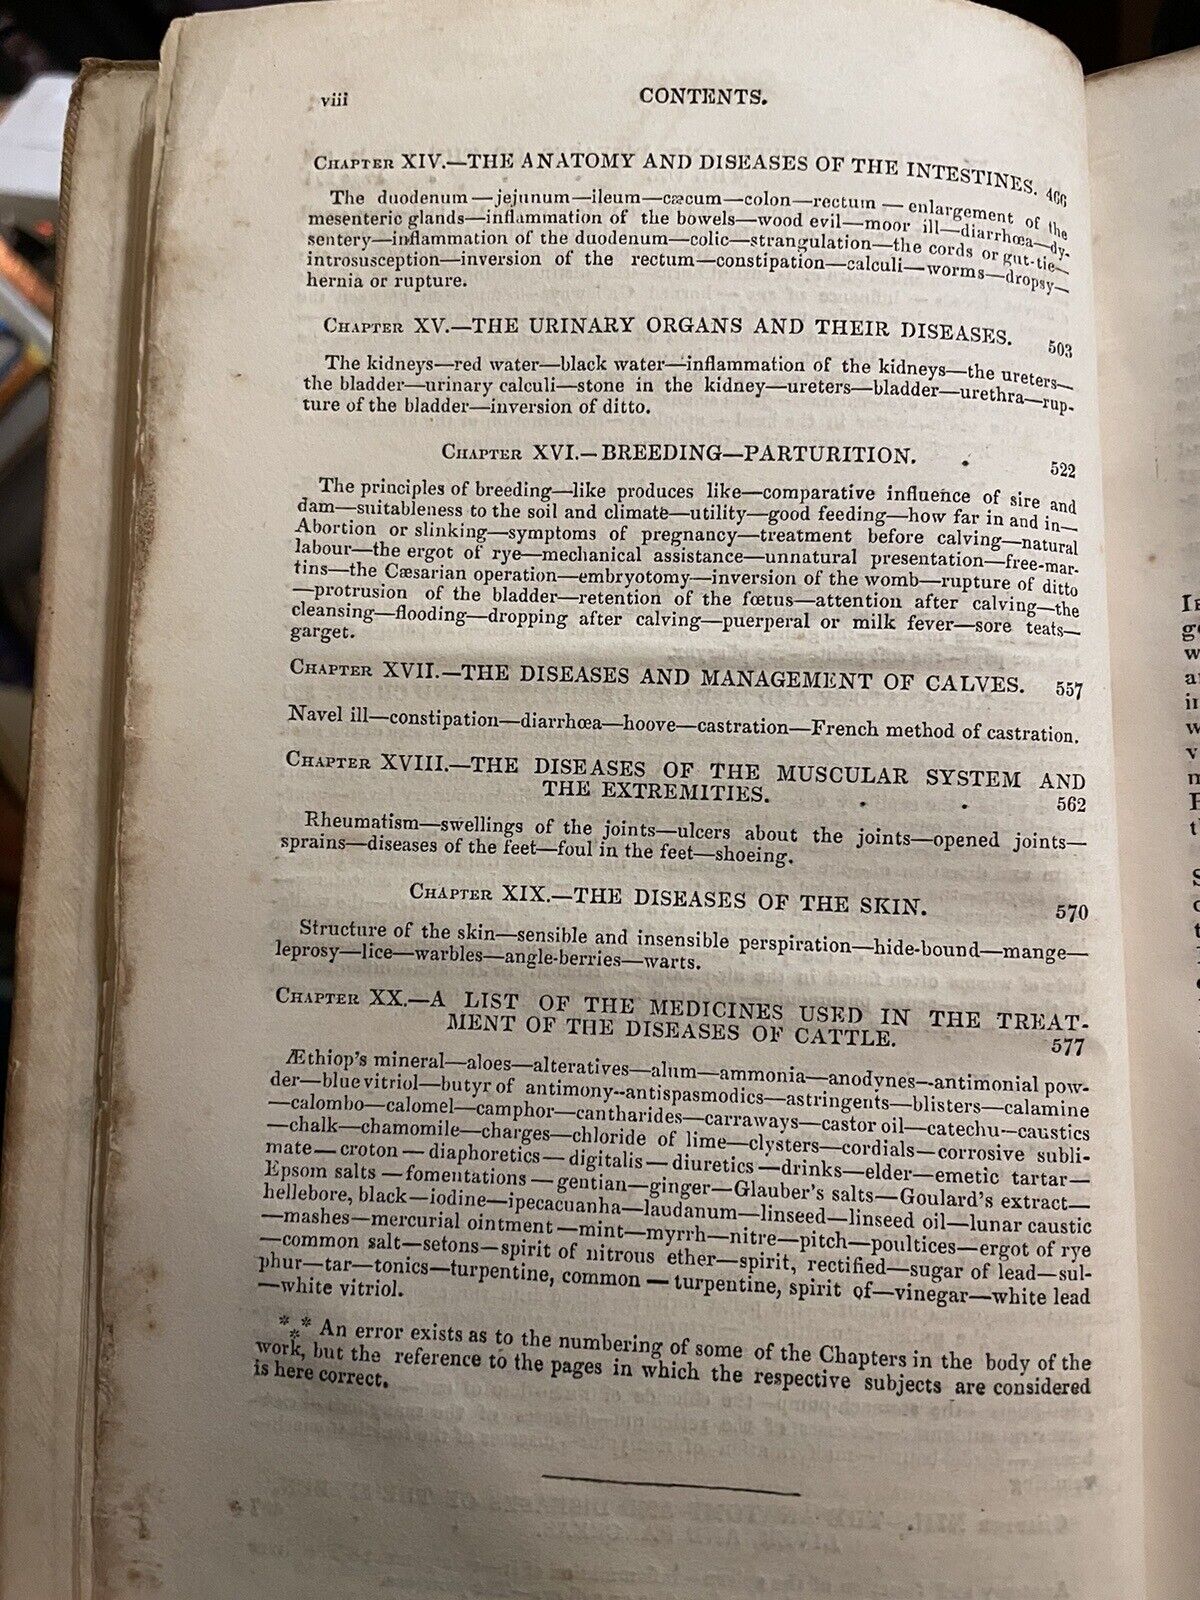 viii CONTENTS.
CHAPTER XIV.—THE ANATOMY AND DISEASES OF THE INTESTINES. 466
The duodenum—jejunum—ileum—cæcum—colon—rectum—enlargement of the
mesenteric glands—inflammation of the bowels—wood evil—moor ill—diarrhœa—dy-
sentery—inflammation of the duodenum—colic—strangulation—the cords or gut-tie—
introsusception—inversion of the rectum—constipation—calculi—worms—dropsy—
hernia or rupture.
CHAPTER XV.—THE URINARY ORGANS AND THEIR DISEASES. 503
The kidneys—red water—black water—inflammation of the kidneys—the ureters—
the bladder—urinary calculi—stone in the kidney—ureters—bladder—urethra—rup-
ture of the bladder—inversion of ditto.
CHAPTER XVI.—BREEDING—PARTURITION. . 522
The principles of breeding—like produces like—comparative influence of sire and
dam—suitableness to the soil and climate—utility—good feeding—how far in and in—
Abortion or slinking—symptoms of pregnancy—treatment before calving—natural
labour—the ergot of rye—mechanical assistance—unnatural presentation—free-mar-
tins—the Cæsarian operation—embryotomy—inversion of the womb—rupture of ditto
—protrusion of the bladder—retention of the fœtus—attention after calving—the
cleansing—flooding—dropping after calving—puerperal or milk fever—sore teats—
garget.
CHAPTER XVII.—THE DISEASES AND MANAGEMENT OF CALVES. 557
Navel ill—constipation—diarrhœa—hoove—castration—French method of castration.
CHAPTER XVIII.—THE DISEASES OF THE MUSCULAR SYSTEM AND
THE EXTREMITIES. . . 562
Rheumatism—swellings of the joints—ulcers about the joints—opened joints—
sprains—diseases of the feet—foul in the feet—shoeing.
CHAPTER XIX.—THE DISEASES OF THE SKIN. 570
Structure of the skin—sensible and insensible perspiration—hide-bound—mange—
leprosy—lice—warbles—angle-berries—warts.
CHAPTER XX.—A LIST OF THE MEDICINES USED IN THE TREAT-
MENT OF THE DISEASES OF CATTLE. 577
Æthiop's mineral—aloes—alteratives—alum—ammonia—anodynes—antimonial pow-
der—blue vitriol—butyr of antimony—antispasmodics—astringents—blisters—calamine
—calombo—calomel—camphor—cantharides—carraways—castor oil—catechu—caustics
—chalk—chamomile—charges—chloride of lime—clysters—cordials—corrosive subli-
mate—croton—diaphoretics—digitalis—diuretics—drinks—elder—emetic tartar—
Epsom salts—fomentations—gentian—ginger—Glauber's salts—Goulard's extract—
hellebore, black—iodine—ipecacuanha—laudanum—linseed—linseed oil—lunar caustic
—mashes—mercurial ointment—mint—myrrh—nitre—pitch—poultices—ergot of rye
—common salt—setons—spirit of nitrous ether—spirit, rectified—sugar of lead—sul-
phur—tar—tonics—turpentine, common—turpentine, spirit of—vinegar—white lead
—white vitriol.
*** An error exists as to the numbering of some of the Chapters in the body of the
work, but the reference to the pages in which the respective subjects are considered
is here correct.